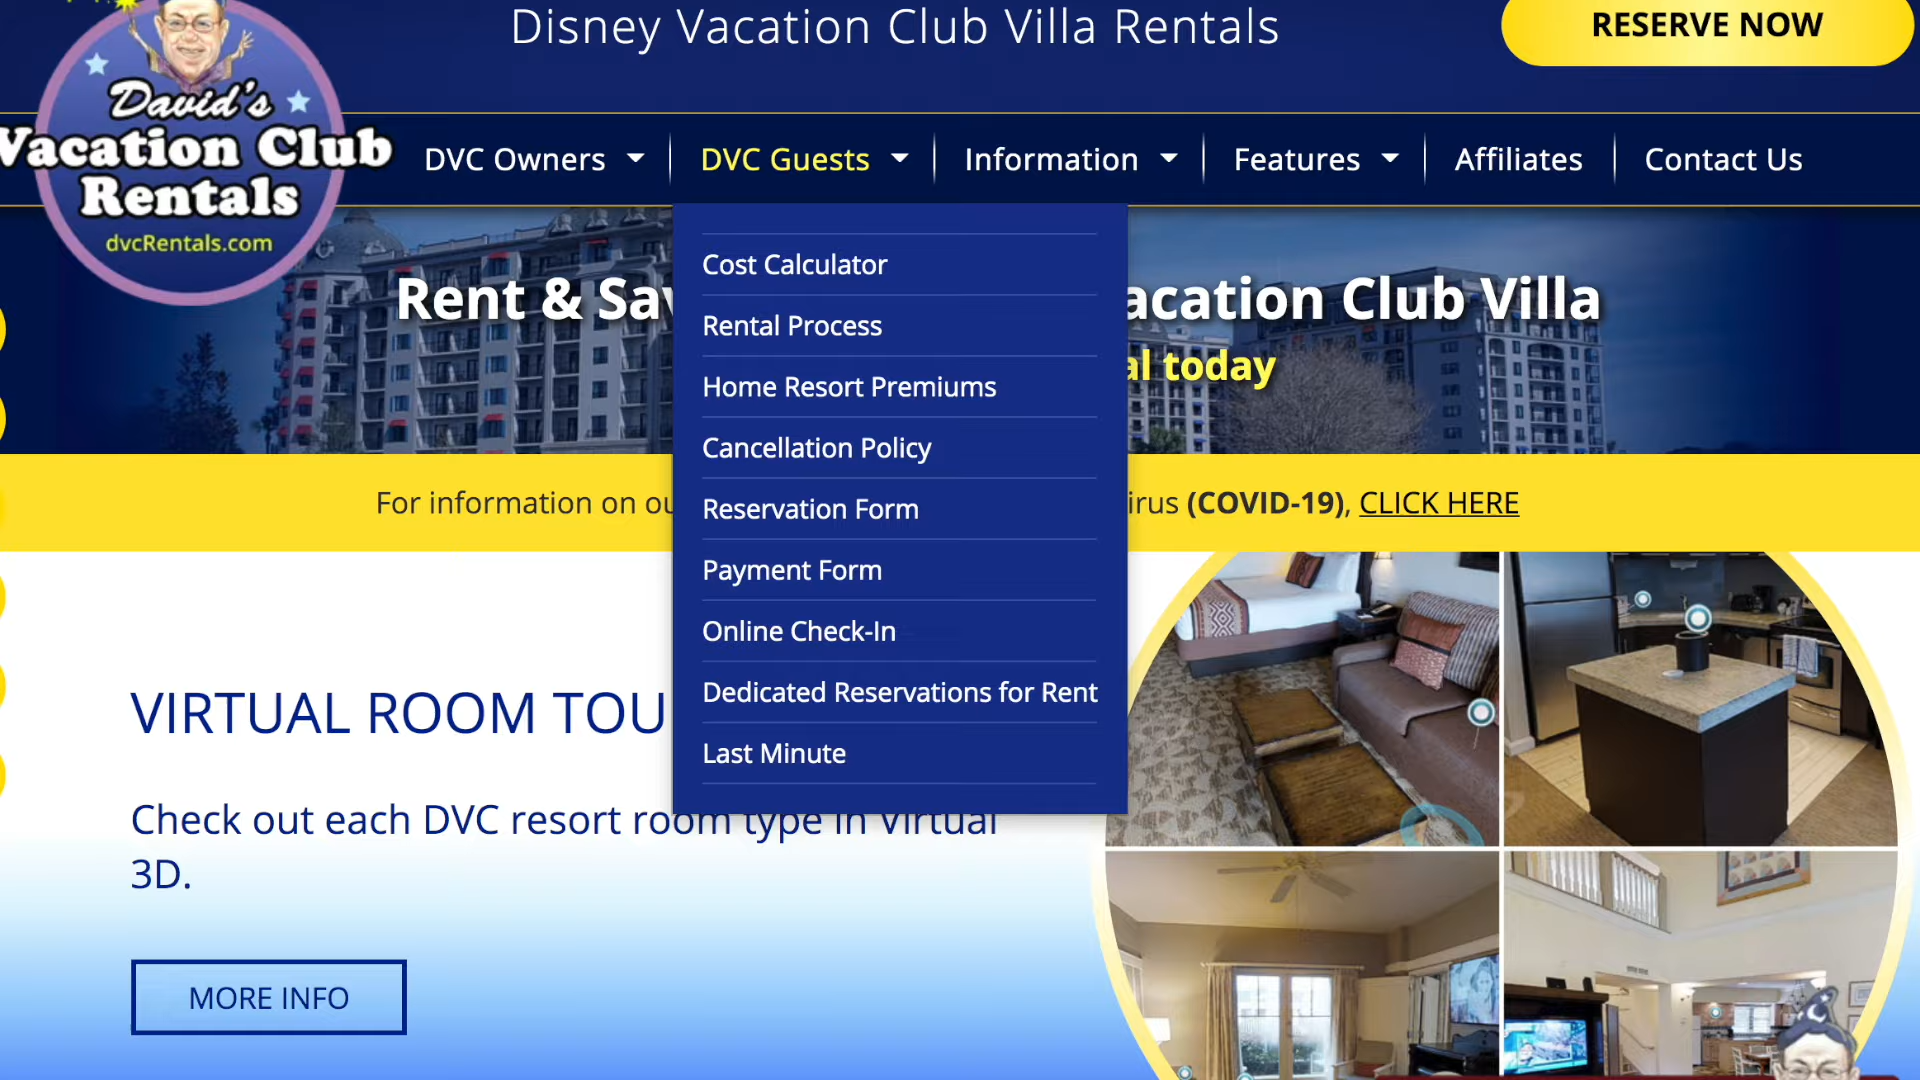 Disney Vacation Club Villa Rentals
RESERVE NOW
David's
Vacation Club
Rentals
dvcRentals.com
DVC Owners
DVC Guests
Information
Features
Affiliates
Contact Us
Rent & Sa
acation Club Villa
al today
Cost Calculator
Rental Process
Home Resort Premiums
Cancellation Policy
Reservation Form
Payment Form
Online Check-In
Dedicated Reservations for Rent
Last Minute
For information on ou
irus (COVID-19), CLICK HERE
VIRTUAL ROOM TOU
Check out each DVC resort room type in Virtual
3D.
MORE INFO